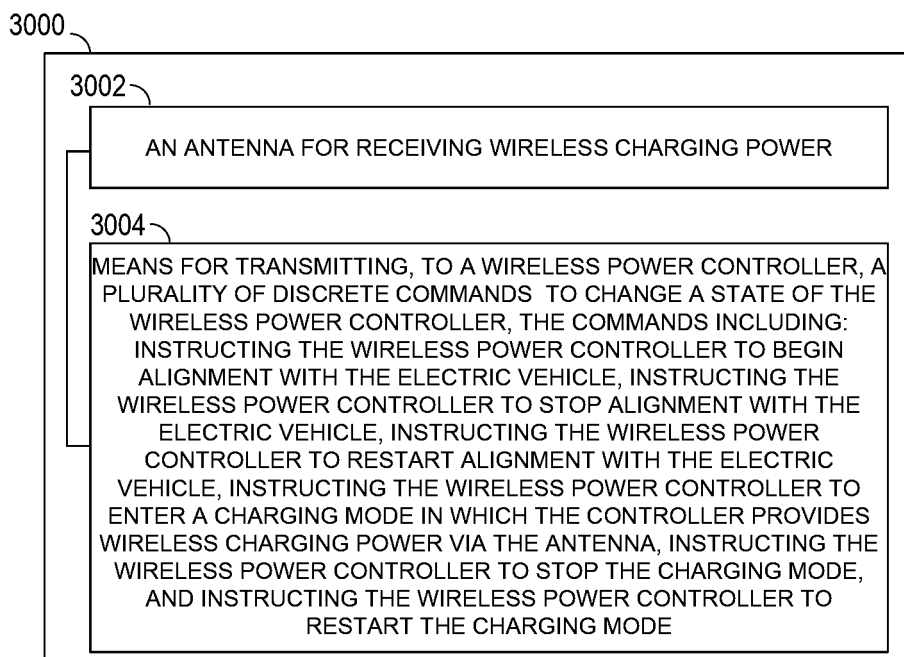 3000
3002
AN ANTENNA FOR RECEIVING WIRELESS CHARGING POWER
3004
MEANS FOR TRANSMITTING, TO A WIRELESS POWER CONTROLLER, A
PLURALITY OF DISCRETE COMMANDS TO CHANGE A STATE OF THE
WIRELESS POWER CONTROLLER, THE COMMANDS INCLUDING:
INSTRUCTING THE WIRELESS POWER CONTROLLER TO BEGIN
ALIGNMENT WITH THE ELECTRIC VEHICLE, INSTRUCTING THE
WIRELESS POWER CONTROLLER TO STOP ALIGNMENT WITH THE
ELECTRIC VEHICLE, INSTRUCTING THE WIRELESS POWER
CONTROLLER TO RESTART ALIGNMENT WITH THE ELECTRIC
VEHICLE, INSTRUCTING THE WIRELESS POWER CONTROLLER TO
ENTER A CHARGING MODE IN WHICH THE CONTROLLER PROVIDES
WIRELESS CHARGING POWER VIA THE ANTENNA, INSTRUCTING THE
WIRELESS POWER CONTROLLER TO STOP THE CHARGING MODE,
AND INSTRUCTING THE WIRELESS POWER CONTROLLER TO
RESTART THE CHARGING MODE